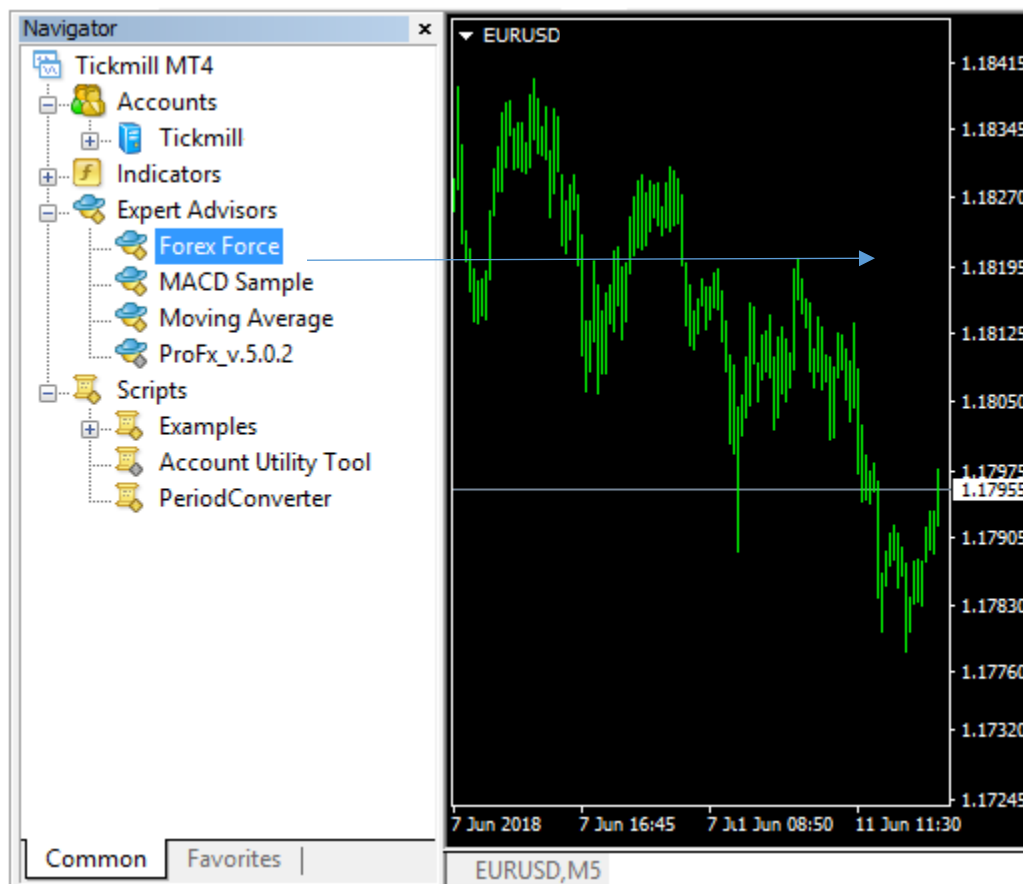 Navigator
Tickmill MT4
Accounts
Tickmill
Indicators
Expert Advisors
Forex Force
MACD Sample
Moving Average
ProFx_v.5.0.2
Scripts
Examples
Account Utility Tool
PeriodConverter
Common
Favorites
EURUSD
1.18415
1.18345
1.18270
1.18195
1.18125
1.18050
1.17975
1.17955
1.17905
1.17830
1.17760
1.17320
1.17245
7 Jun 2018 7 Jun 16:45 7 Jun 08:50 11 Jun 11:30
EURUSD,M5